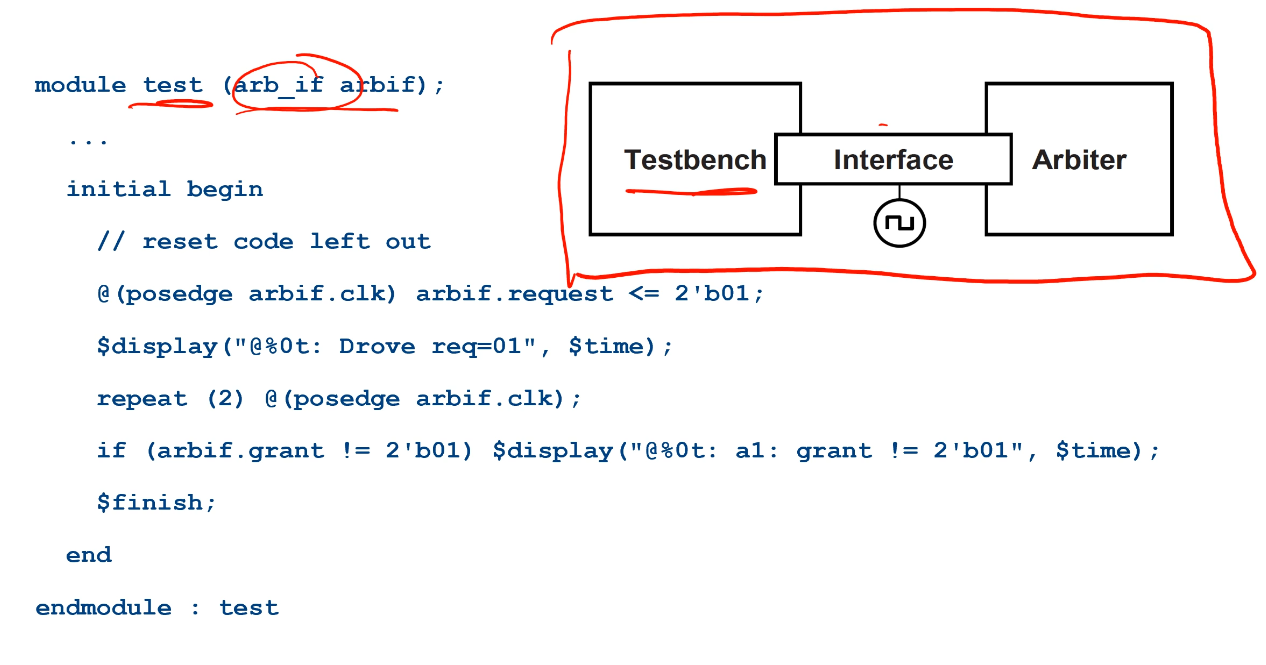 module test (arb_if arbif);
...
initial begin
// reset code left out
@(posedge arbif.clk) arbif.request <= 2'b01;
$display("@%0t: Drove req=01", $time);
repeat (2) @(posedge arbif.clk);
if (arbif.grant != 2'b01) $display("@%0t: a1: grant != 2'b01", $time);
$finish;
end
endmodule : test
Testbench
Interface
Arbiter